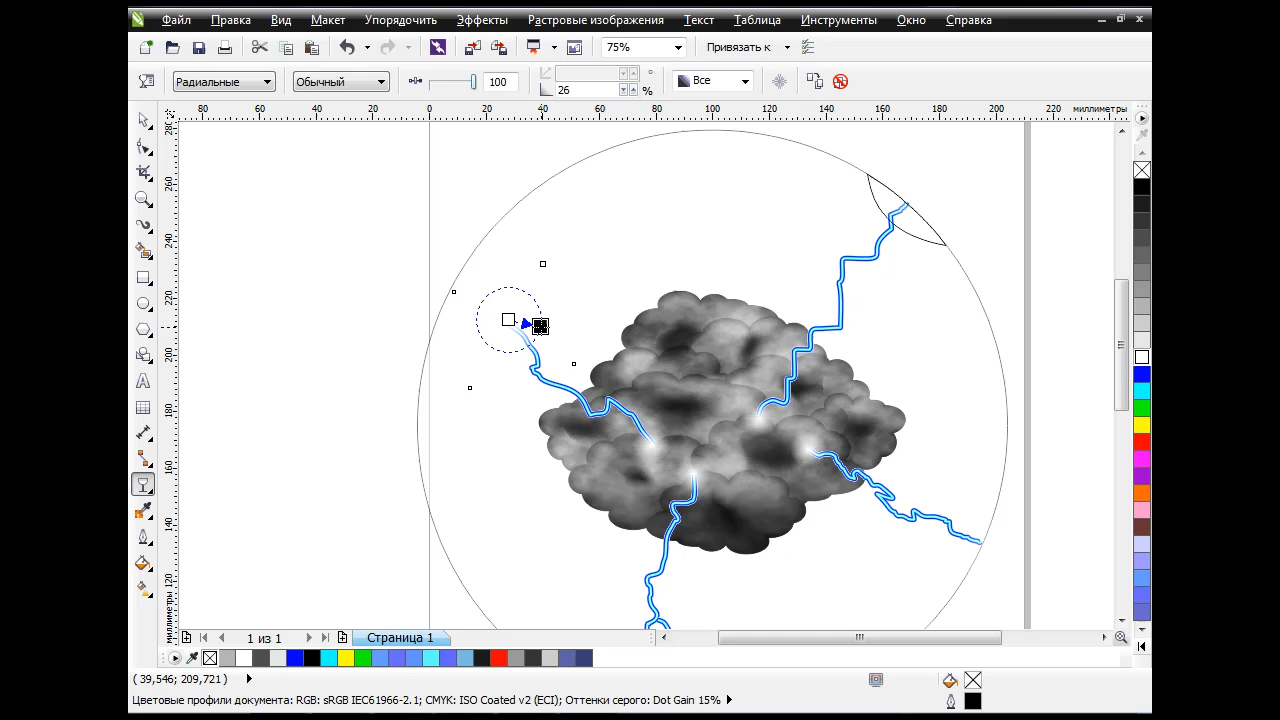 Файл Правка Вид Макет Упорядочить Эффекты Растровые изображения Текст Таблица Инструменты Окно Справка
75% Привязать к
Радиальные Обычный 100 26 ° % Все
80 60 40 20 0 20 40 60 80 100 120 140 160 180 200 220 миллиметры
280
260
240
220
200
180
160
140
120
миллиметры
1 из 1 Страница 1
( 39,546; 209,721 )
Цветовые профили документа: RGB: sRGB IEC61966-2.1; CMYK: ISO Coated v2 (ECI); Оттенки серого: Dot Gain 15%